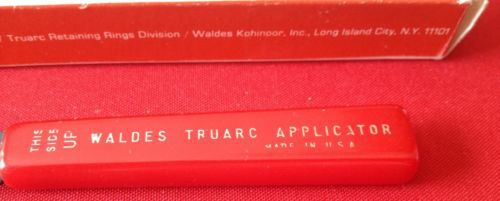 Truarc Retaining Rings Division / Waldes Kohinoor, Inc., Long Island City, N.Y. 11101
THIS
SIDE
UP
WALDES TRUARC APPLICATOR
MADE IN U.S.A.